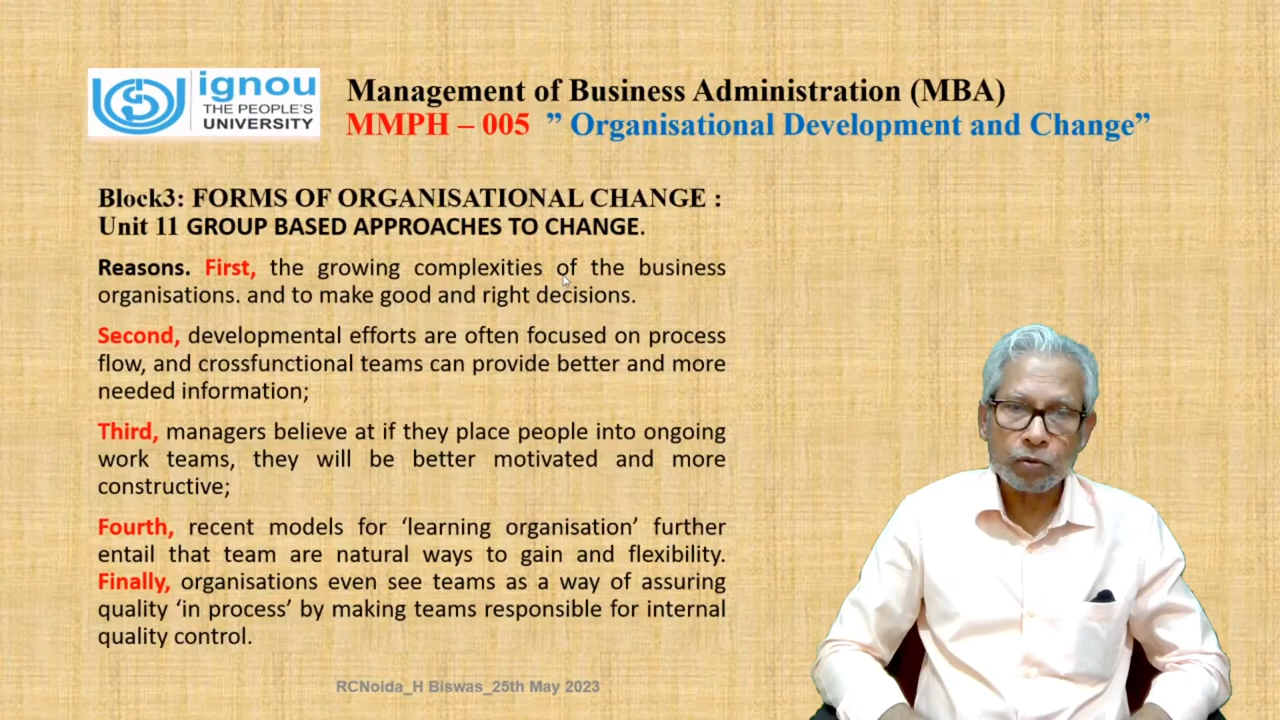 ignou
THE PEOPLE'S
UNIVERSITY
Management of Business Administration (MBA)
MMPH – 005 ” Organisational Development and Change”
Block3: FORMS OF ORGANISATIONAL CHANGE :
Unit 11 GROUP BASED APPROACHES TO CHANGE.
Reasons. First, the growing complexities of the business
organisations. and to make good and right decisions.
Second, developmental efforts are often focused on process
flow, and crossfunctional teams can provide better and more
needed information;
Third, managers believe at if they place people into ongoing
work teams, they will be better motivated and more
constructive;
Fourth, recent models for ‘learning organisation’ further
entail that team are natural ways to gain and flexibility.
Finally, organisations even see teams as a way of assuring
quality ‘in process’ by making teams responsible for internal
quality control.
RCNoida_H Biswas_25th May 2023